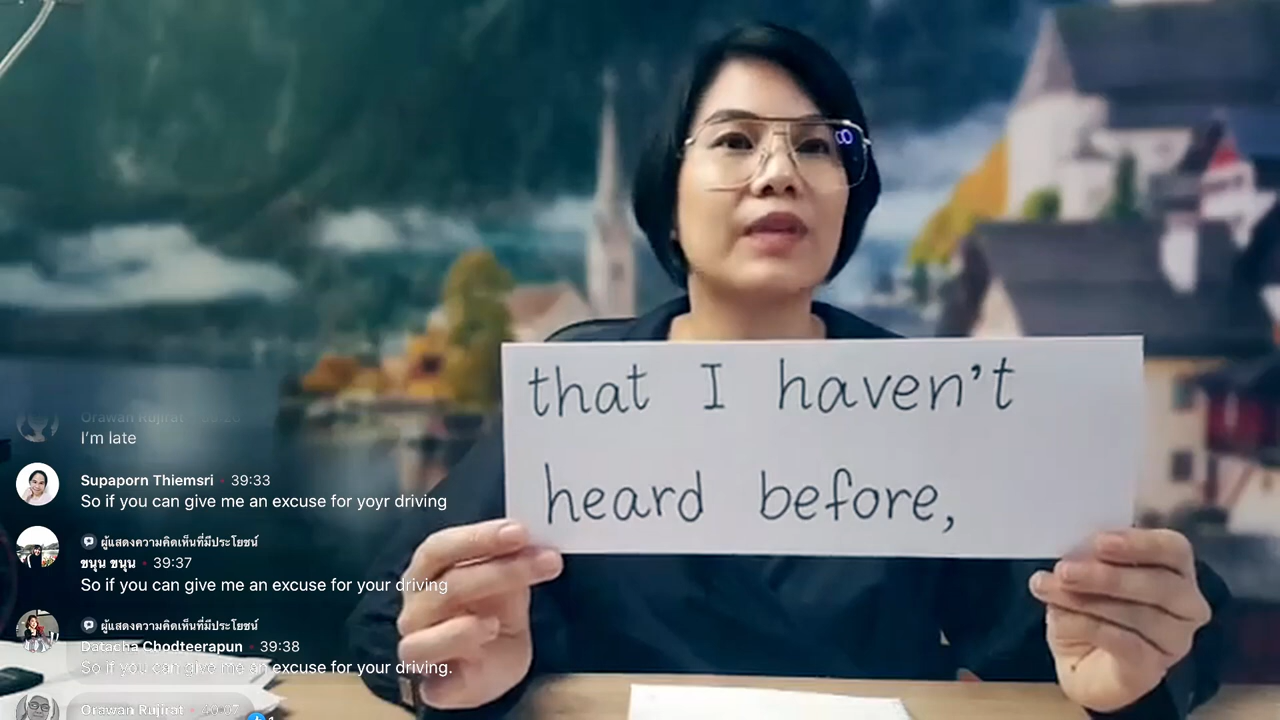 that I haven't
heard before,
Orawan Rujirat
I'm late
Supaporn Thiemsri · 39:33
So if you can give me an excuse for yoyr driving
ผู้แสดงความคิดเห็นที่มีประโยชน์
ขนุน ขนุน · 39:37
So if you can give me an excuse for your driving
ผู้แสดงความคิดเห็นที่มีประโยชน์
Datacha Chodteerapun · 39:38
So if you can give me an excuse for your driving.
Orawan Rujirat
1